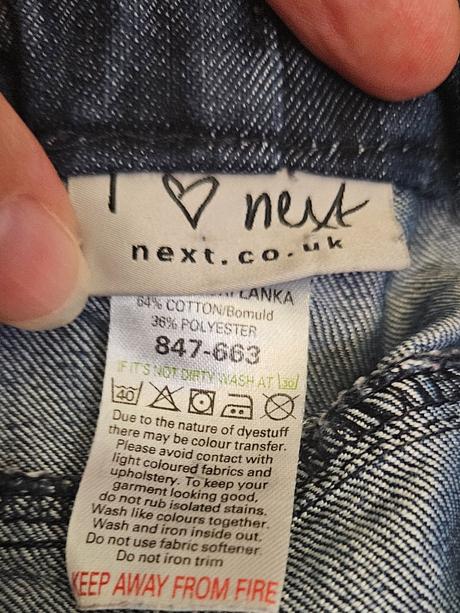 I ♡ next
next.co.uk
LANKA
64% COTTON/Bomuld
36% POLYESTER
847-663
IF IT'S NOT DIRTY WASH AT 30
40
Due to the nature of dyestuff
there may be colour transfer.
Please avoid contact with
light coloured fabrics and
upholstery. To keep your
garment looking good,
do not rub isolated stains.
Wash like colours together.
Wash and iron inside out.
Do not use fabric softener.
Do not iron trim
KEEP AWAY FROM FIRE